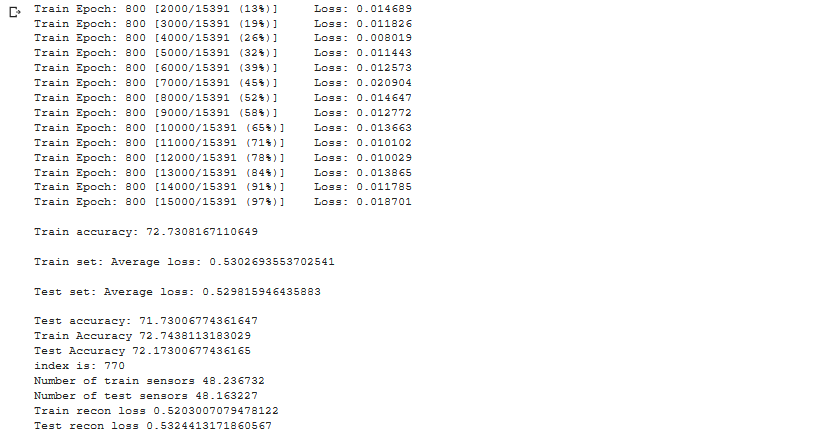 Train Epoch: 800 [2000/15391 (13%)] Loss: 0.014689
Train Epoch: 800 [3000/15391 (19%)] Loss: 0.011826
Train Epoch: 800 [4000/15391 (26%)] Loss: 0.008019
Train Epoch: 800 [5000/15391 (32%)] Loss: 0.011443
Train Epoch: 800 [6000/15391 (39%)] Loss: 0.012573
Train Epoch: 800 [7000/15391 (45%)] Loss: 0.020904
Train Epoch: 800 [8000/15391 (52%)] Loss: 0.014647
Train Epoch: 800 [9000/15391 (58%)] Loss: 0.012772
Train Epoch: 800 [10000/15391 (65%)] Loss: 0.013663
Train Epoch: 800 [11000/15391 (71%)] Loss: 0.010102
Train Epoch: 800 [12000/15391 (78%)] Loss: 0.010029
Train Epoch: 800 [13000/15391 (84%)] Loss: 0.013865
Train Epoch: 800 [14000/15391 (91%)] Loss: 0.011785
Train Epoch: 800 [15000/15391 (97%)] Loss: 0.018701
Train accuracy: 72.7308167110649
Train set: Average loss: 0.5302693553702541
Test set: Average loss: 0.529815946435883
Test accuracy: 71.73006774361647
Train Accuracy 72.7438113183029
Test Accuracy 72.17300677436165
index is: 770
Number of train sensors 48.236732
Number of test sensors 48.163227
Train recon loss 0.5203007079478122
Test recon loss 0.5324413171860567